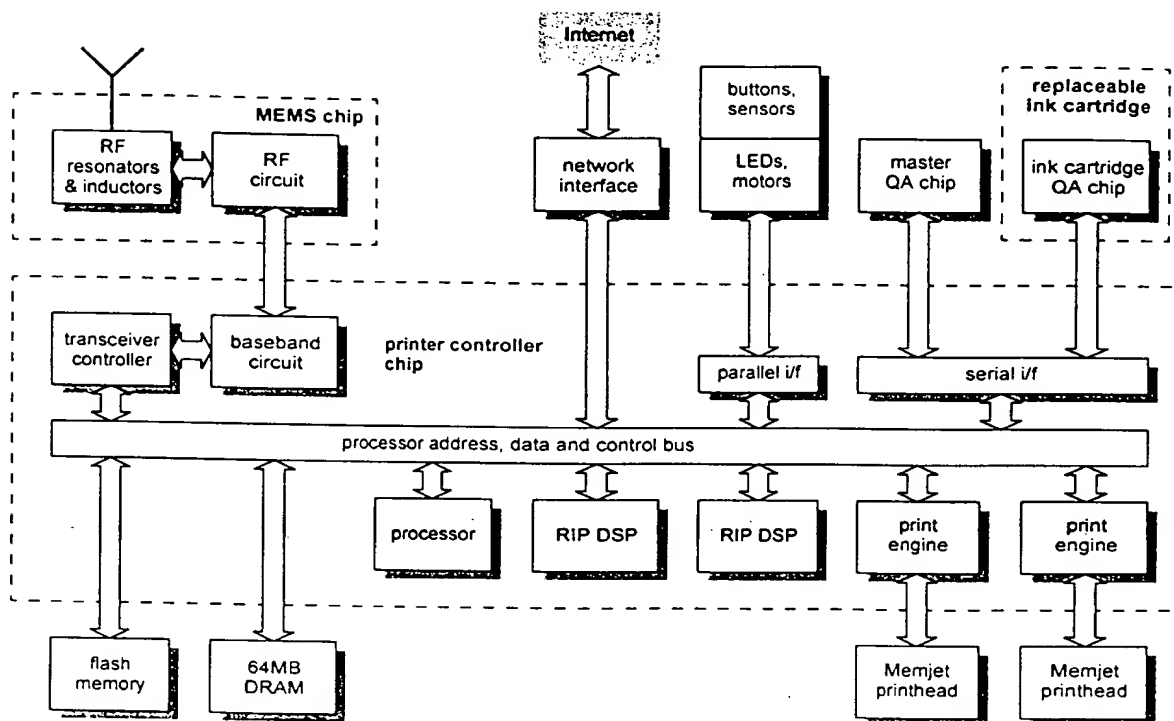 Internet
MEMS chip
RF
resonators
& inductors
RF
circuit
network
interface
buttons,
sensors
LEDs,
motors
master
QA chip
replaceable
ink cartridge
ink cartridge
QA chip
transceiver
controller
baseband
circuit
printer controller
chip
parallel i/f
serial i/f
processor address, data and control bus
processor
RIP DSP
RIP DSP
print
engine
print
engine
flash
memory
64MB
DRAM
Memjet
printhead
Memjet
printhead